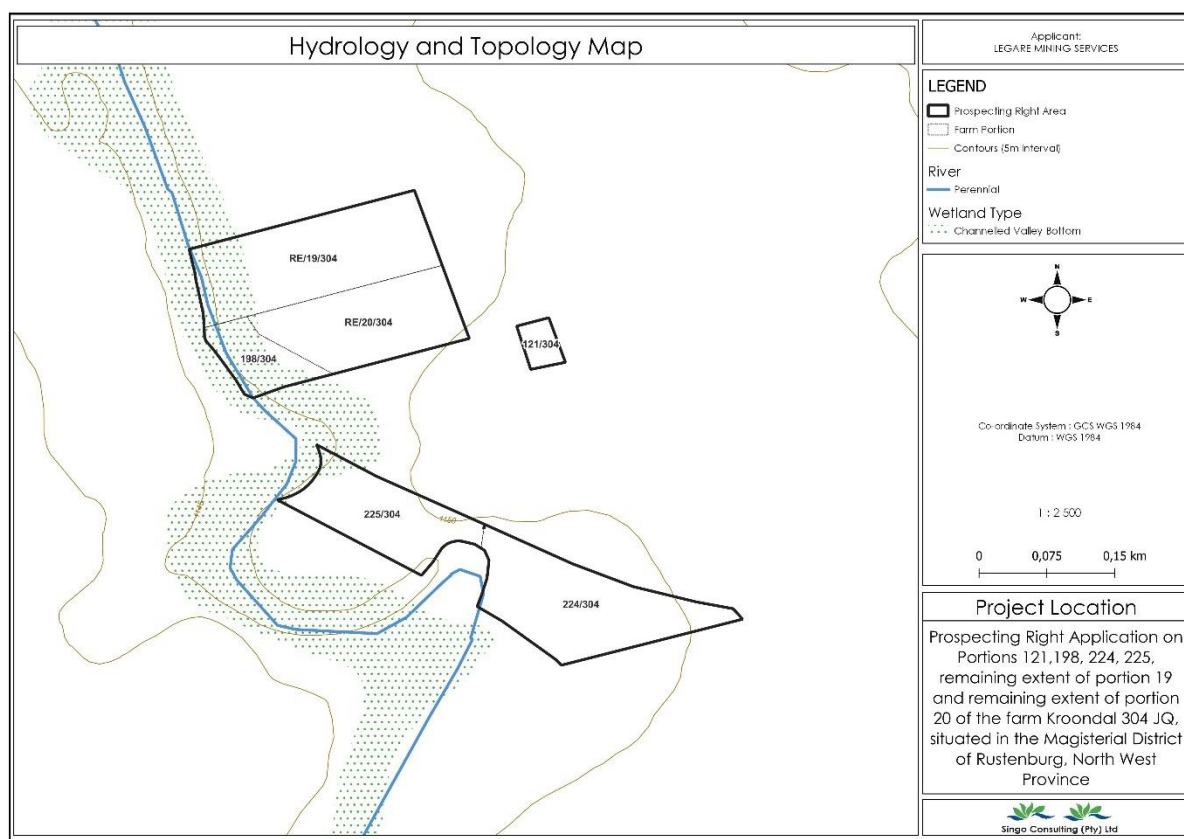 Hydrology and Topology Map
Applicant:
LEGARE MINING SERVICES
LEGEND
Prospecting Right Area
Farm Portion
Contours (5m Interval)
River
Perennial
Wetland Type
Channeled Valley Bottom
RE/19/304
RE/20/304
121/304
198/304
225/304
1150
1145
224/304
N
W
E
S
Co-ordinate System : GCS WGS 1984
Datum : WGS 1984
1 : 2 500
0 0,075 0,15 km
Project Location
Prospecting Right Application on
Portions 121,198, 224, 225,
remaining extent of portion 19
and remaining extent of portion
20 of the farm Kroondal 304 JQ,
situated in the Magisterial District
of Rustenburg, North West
Province
Singo Consulting (Pty) Ltd